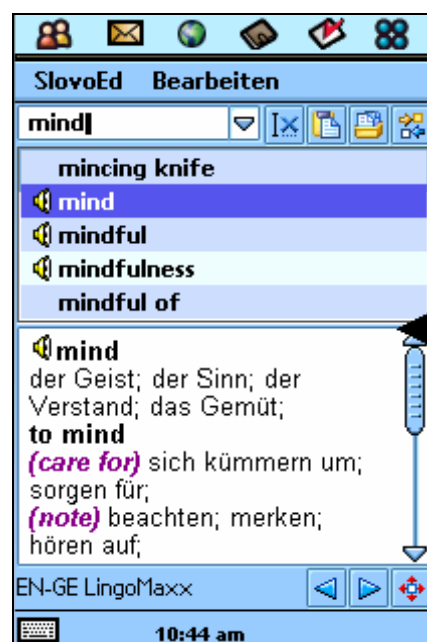 SlovoEd Bearbeiten
mind
mincing knife
mind
mindful
mindfulness
mindful of
mind
der Geist; der Sinn; der
Verstand; das Gemüt;
to mind
(care for) sich kümmern um;
sorgen für;
(note) beachten; merken;
hören auf;
EN-GE LingoMaxx
10:44 am